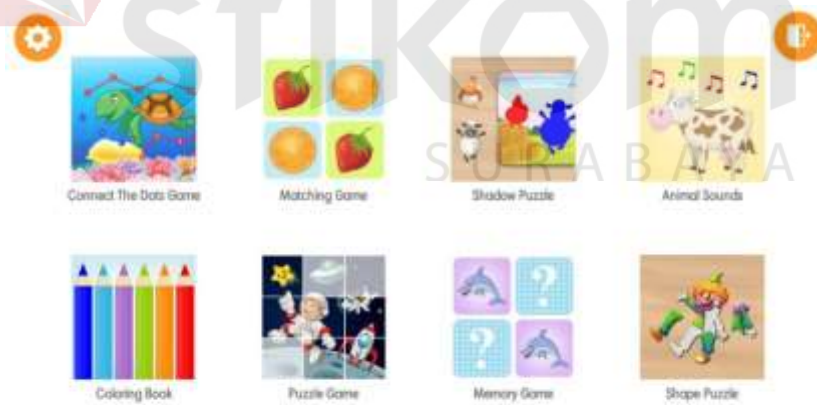 stikom
SURABAYA
Connect The Dots Game
Matching Game
Shadow Puzzle
Animal Sounds
? ?
Coloring Book
Puzzle Game
Memory Game
Shape Puzzle